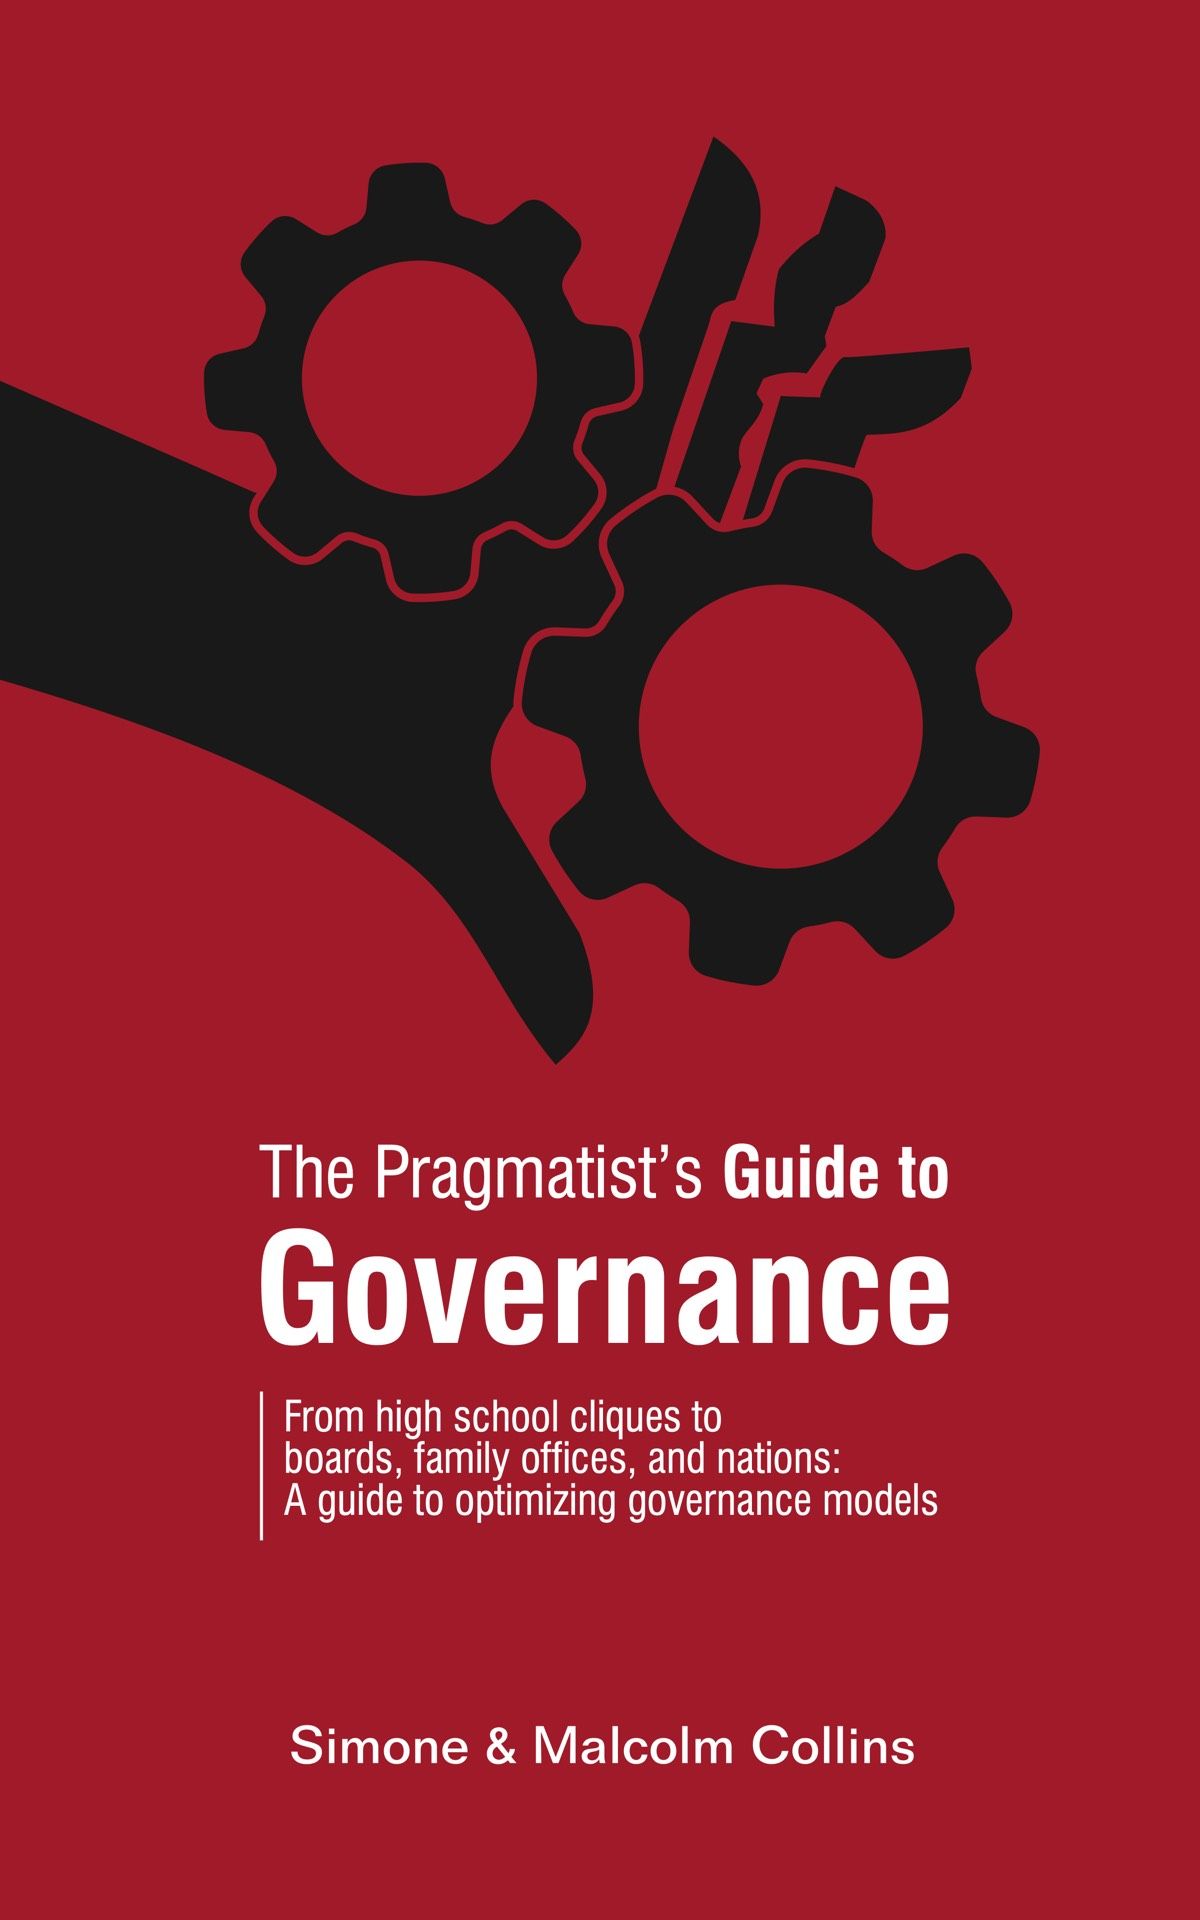 The Pragmatist’s Guide to
Governance
From high school cliques to
boards, family offices, and nations:
A guide to optimizing governance models
Simone & Malcolm Collins